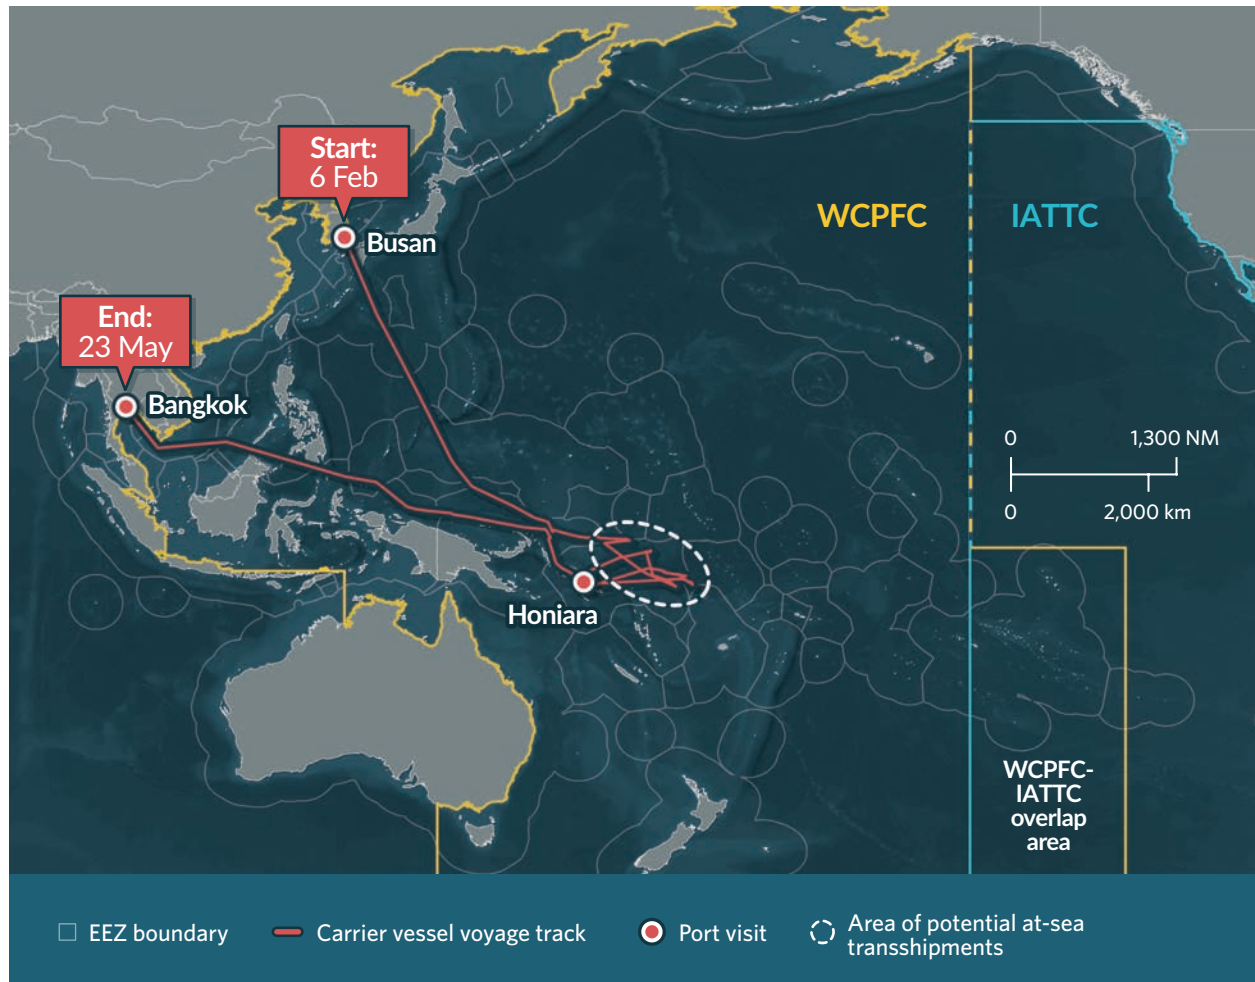 Start:
6 Feb
Busan
WCPFC
IATTC
End:
23 May
Bangkok
0
1,300 NM
0
2,000 km
Honiara
WCPFC-
IATTC
overlap
area
EEZ boundary
Carrier vessel voyage track
Port visit
Area of potential at-sea
transshipments